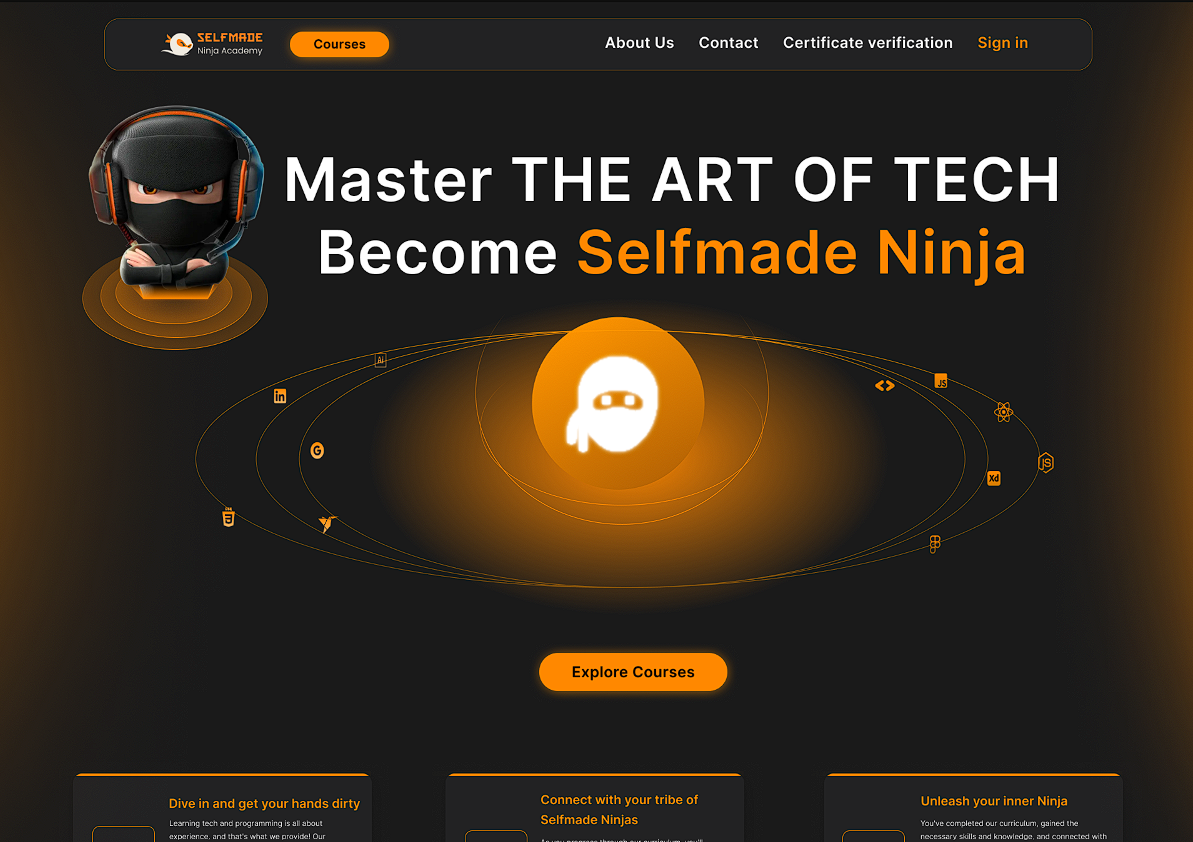 SELFMADE
Ninja Academy
Courses
About Us
Contact
Certificate verification
Sign in
Master THE ART OF TECH
Become Selfmade Ninja
Ai
in
JS
G
JS
Xd
Explore Courses
Dive in and get your hands dirty
Learning tech and programming is all about
experience, and that's what we provide! Our
Connect with your tribe of
Selfmade Ninjas
As you progress through our curriculum, you'll
Unleash your inner Ninja
You've completed our curriculum, gained the
necessary skills and knowledge, and connected with